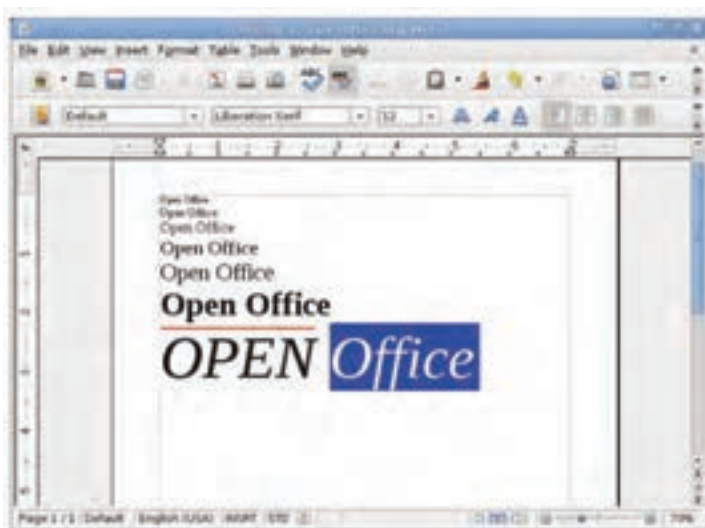 File Edit View Insert Format Table Tools Window Help
Default Liberation Serif 12
Open Office
Open Office
Open Office
Open Office
Open Office
Open Office
OPEN Office
Page 1 / 1 Default English (USA) INSRT STD 70%